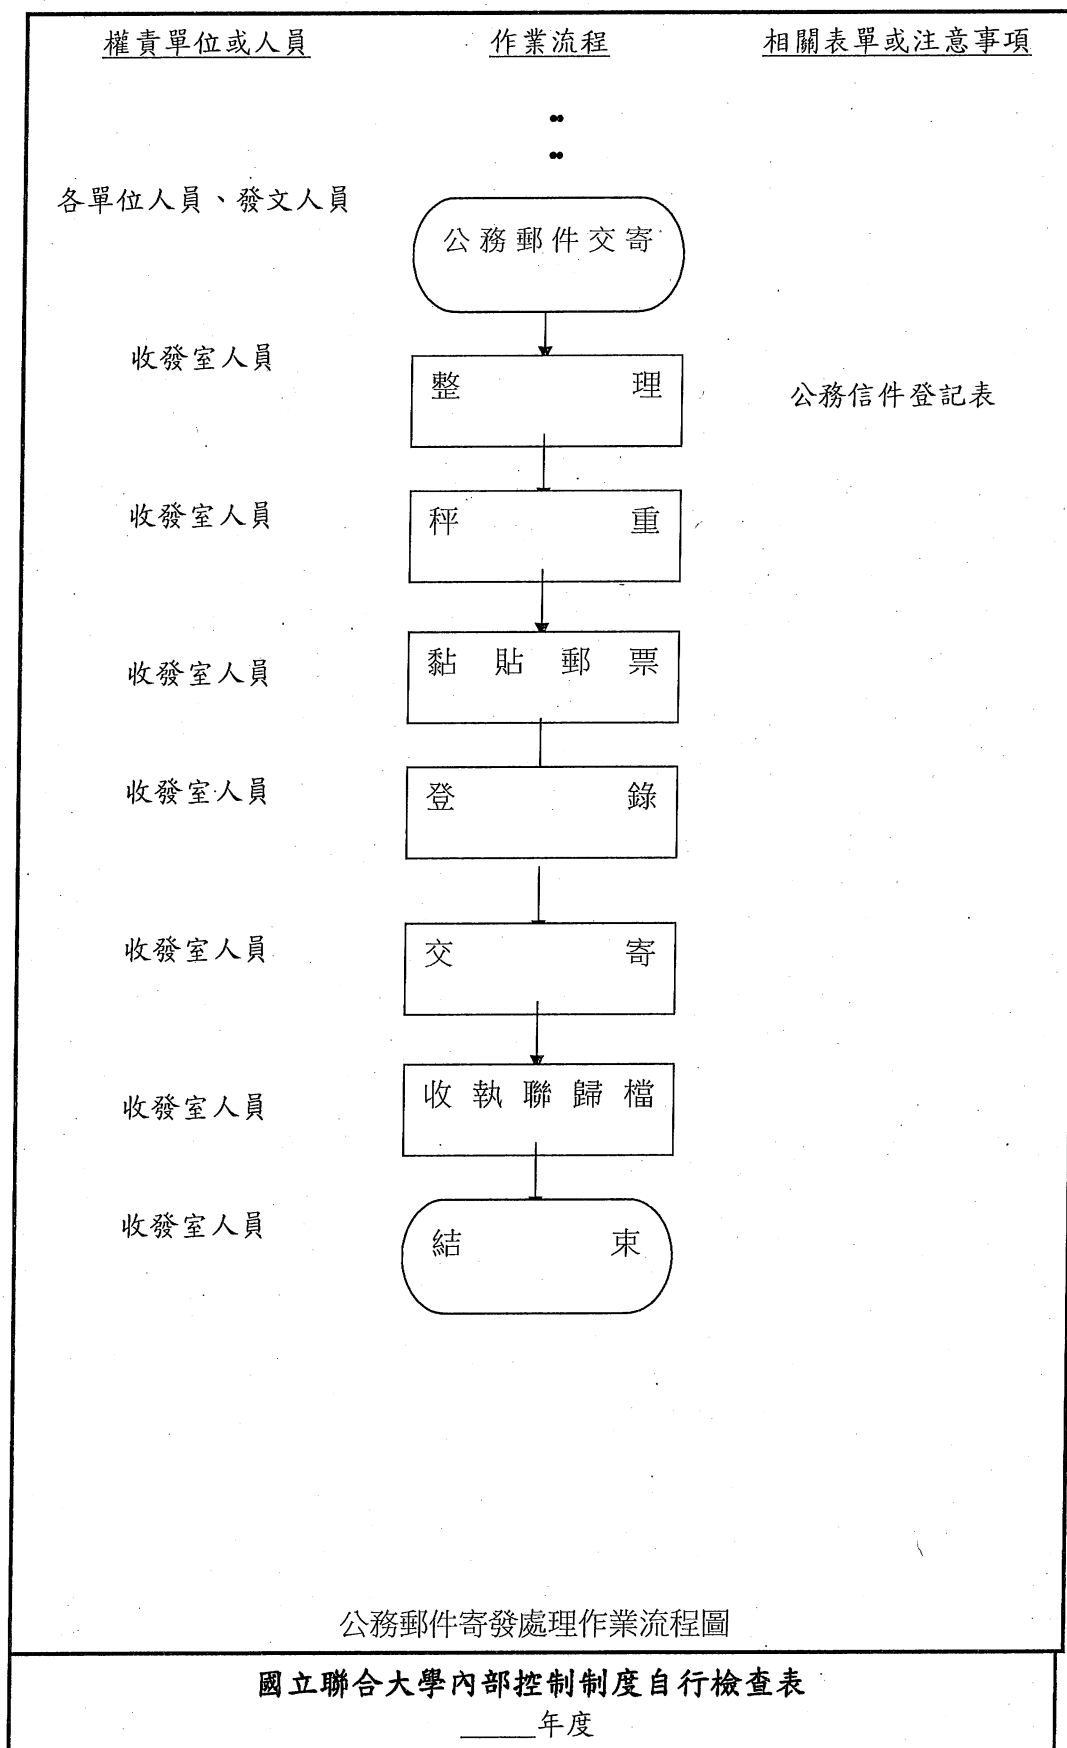 權責單位或人員 作業流程 相關表單或注意事項
各單位人員、發文人員
公務郵件交寄
收發室人員
整理
公務信件登記表
收發室人員
秤重
收發室人員
黏貼郵票
收發室人員
登錄
收發室人員
交寄
收發室人員
收執聯歸檔
收發室人員
結束
公務郵件寄發處理作業流程圖
國立聯合大學內部控制制度自行檢查表
______年度